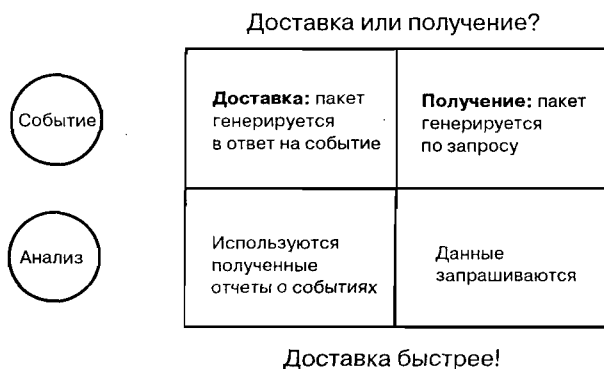 Доставка или получение?
Событие
Доставка: пакет
генерируется
в ответ на событие
Получение: пакет
генерируется
по запросу
Анализ
Используются
полученные
отчеты о событиях
Данные
запрашиваются
Доставка быстрее!